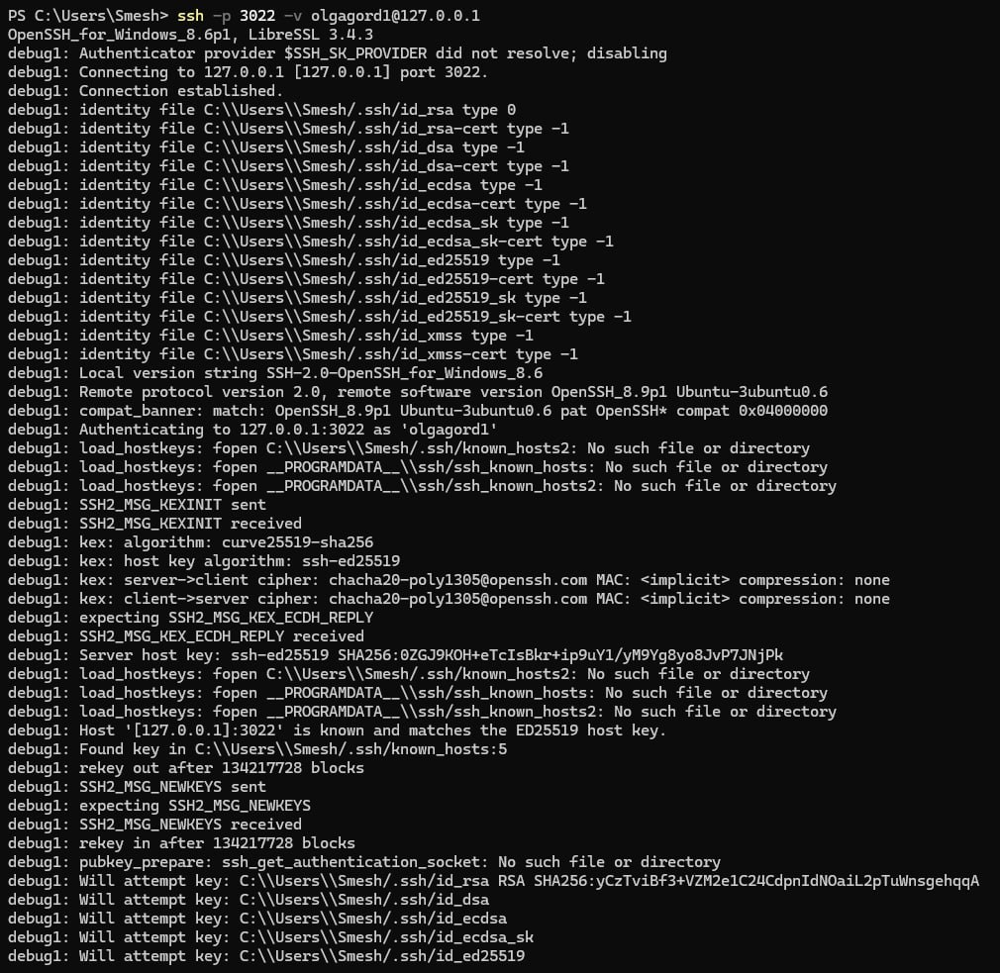 PS C:\Users\Smesh> ssh -p 3022 -v olgagord1@127.0.0.1
OpenSSH_for_Windows_8.6p1, LibreSSL 3.4.3
debug1: Authenticator provider $SSH_SK_PROVIDER did not resolve; disabling
debug1: Connecting to 127.0.0.1 [127.0.0.1] port 3022.
debug1: Connection established.
debug1: identity file C:\\Users\\Smesh/.ssh/id_rsa type 0
debug1: identity file C:\\Users\\Smesh/.ssh/id_rsa-cert type -1
debug1: identity file C:\\Users\\Smesh/.ssh/id_dsa type -1
debug1: identity file C:\\Users\\Smesh/.ssh/id_dsa-cert type -1
debug1: identity file C:\\Users\\Smesh/.ssh/id_ecdsa type -1
debug1: identity file C:\\Users\\Smesh/.ssh/id_ecdsa-cert type -1
debug1: identity file C:\\Users\\Smesh/.ssh/id_ecdsa_sk type -1
debug1: identity file C:\\Users\\Smesh/.ssh/id_ecdsa_sk-cert type -1
debug1: identity file C:\\Users\\Smesh/.ssh/id_ed25519 type -1
debug1: identity file C:\\Users\\Smesh/.ssh/id_ed25519-cert type -1
debug1: identity file C:\\Users\\Smesh/.ssh/id_ed25519_sk type -1
debug1: identity file C:\\Users\\Smesh/.ssh/id_ed25519_sk-cert type -1
debug1: identity file C:\\Users\\Smesh/.ssh/id_xmss type -1
debug1: identity file C:\\Users\\Smesh/.ssh/id_xmss-cert type -1
debug1: Local version string SSH-2.0-OpenSSH_for_Windows_8.6
debug1: Remote protocol version 2.0, remote software version OpenSSH_8.9p1 Ubuntu-3ubuntu0.6
debug1: compat_banner: match: OpenSSH_8.9p1 Ubuntu-3ubuntu0.6 pat OpenSSH* compat 0x04000000
debug1: Authenticating to 127.0.0.1:3022 as 'olgagord1'
debug1: load_hostkeys: fopen C:\\Users\\Smesh/.ssh/known_hosts2: No such file or directory
debug1: load_hostkeys: fopen __PROGRAMDATA__\\ssh/ssh_known_hosts: No such file or directory
debug1: load_hostkeys: fopen __PROGRAMDATA__\\ssh/ssh_known_hosts2: No such file or directory
debug1: SSH2_MSG_KEXINIT sent
debug1: SSH2_MSG_KEXINIT received
debug1: kex: algorithm: curve25519-sha256
debug1: kex: host key algorithm: ssh-ed25519
debug1: kex: server->client cipher: chacha20-poly1305@openssh.com MAC: <implicit> compression: none
debug1: kex: client->server cipher: chacha20-poly1305@openssh.com MAC: <implicit> compression: none
debug1: expecting SSH2_MSG_KEX_ECDH_REPLY
debug1: SSH2_MSG_KEX_ECDH_REPLY received
debug1: Server host key: ssh-ed25519 SHA256:0ZGJ9KOH+eTcIsBkr+ip9uY1/yM9Yg8yo8JvP7JNjPk
debug1: load_hostkeys: fopen C:\\Users\\Smesh/.ssh/known_hosts2: No such file or directory
debug1: load_hostkeys: fopen __PROGRAMDATA__\\ssh/ssh_known_hosts: No such file or directory
debug1: load_hostkeys: fopen __PROGRAMDATA__\\ssh/ssh_known_hosts2: No such file or directory
debug1: Host '[127.0.0.1]:3022' is known and matches the ED25519 host key.
debug1: Found key in C:\\Users\\Smesh/.ssh/known_hosts:5
debug1: rekey out after 134217728 blocks
debug1: SSH2_MSG_NEWKEYS sent
debug1: expecting SSH2_MSG_NEWKEYS
debug1: SSH2_MSG_NEWKEYS received
debug1: rekey in after 134217728 blocks
debug1: pubkey_prepare: ssh_get_authentication_socket: No such file or directory
debug1: Will attempt key: C:\\Users\\Smesh/.ssh/id_rsa RSA SHA256:yCzTviBf3+VZM2e1C24CdpnIdNOaiL2pTuWnsgehqqA
debug1: Will attempt key: C:\\Users\\Smesh/.ssh/id_dsa
debug1: Will attempt key: C:\\Users\\Smesh/.ssh/id_ecdsa
debug1: Will attempt key: C:\\Users\\Smesh/.ssh/id_ecdsa_sk
debug1: Will attempt key: C:\\Users\\Smesh/.ssh/id_ed25519